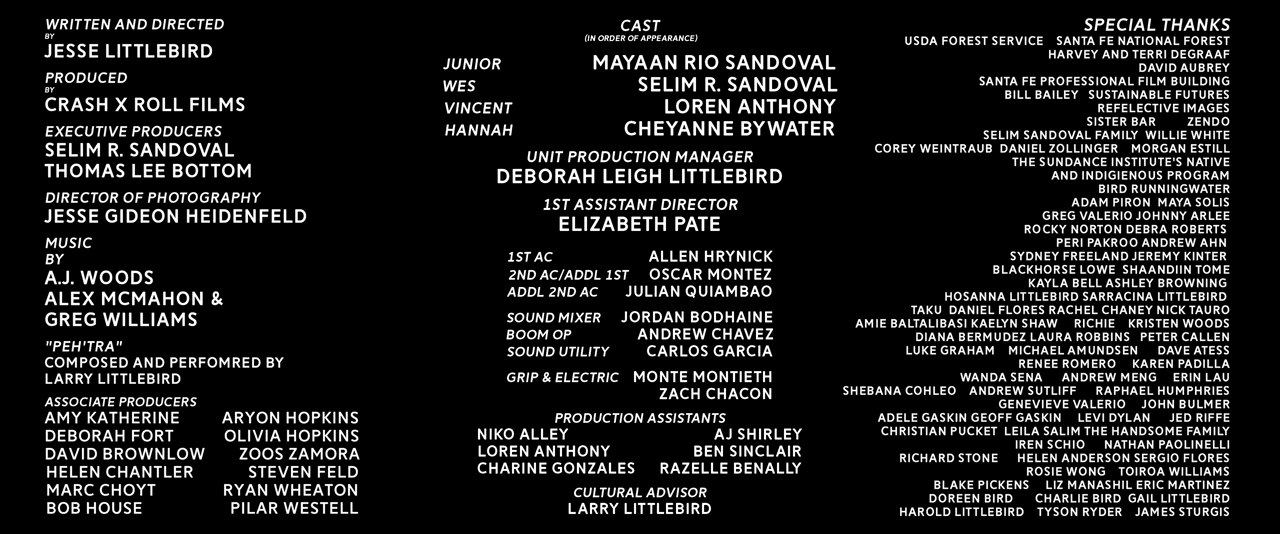 WRITTEN AND DIRECTED
BY
JESSE LITTLEBIRD
PRODUCED
BY
CRASH X ROLL FILMS
EXECUTIVE PRODUCERS
SELIM R. SANDOVAL
THOMAS LEE BOTTOM
DIRECTOR OF PHOTOGRAPHY
JESSE GIDEON HEIDENFELD
MUSIC
BY
A.J. WOODS
ALEX MCMAHON &
GREG WILLIAMS
"PEH'TRA"
COMPOSED AND PERFOMRED BY
LARRY LITTLEBIRD
ASSOCIATE PRODUCERS
AMY KATHERINE ARYON HOPKINS
DEBORAH FORT OLIVIA HOPKINS
DAVID BROWNLOW ZOOS ZAMORA
HELEN CHANTLER STEVEN FELD
MARC CHOYT RYAN WHEATON
BOB HOUSE PILAR WESTELL
CAST
(IN ORDER OF APPEARANCE)
JUNIOR MAYAAN RIO SANDOVAL
WES SELIM R. SANDOVAL
VINCENT LOREN ANTHONY
HANNAH CHEYANNE BYWATER
UNIT PRODUCTION MANAGER
DEBORAH LEIGH LITTLEBIRD
1ST ASSISTANT DIRECTOR
ELIZABETH PATE
1ST AC ALLEN HRYNICK
2ND AC/ADDL 1ST OSCAR MONTEZ
ADDL 2ND AC JULIAN QUIAMBAO
SOUND MIXER JORDAN BODHAINE
BOOM OP ANDREW CHAVEZ
SOUND UTILITY CARLOS GARCIA
GRIP & ELECTRIC MONTE MONTIETH
ZACH CHACON
PRODUCTION ASSISTANTS
NIKO ALLEY AJ SHIRLEY
LOREN ANTHONY BEN SINCLAIR
CHARINE GONZALES RAZELLE BENALLY
CULTURAL ADVISOR
LARRY LITTLEBIRD
SPECIAL THANKS
USDA FOREST SERVICE SANTA FE NATIONAL FOREST
HARVEY AND TERRI DEGRAAF
DAVID AUBREY
SANTA FE PROFESSIONAL FILM BUILDING
BILL BAILEY SUSTAINABLE FUTURES
REFELECTIVE IMAGES
SISTER BAR ZENDO
SELIM SANDOVAL FAMILY WILLIE WHITE
COREY WEINTRAUB DANIEL ZOLLINGER MORGAN ESTILL
THE SUNDANCE INSTITUTE'S NATIVE
AND INDIGIENOUS PROGRAM
BIRD RUNNINGWATER
ADAM PIRON MAYA SOLIS
GREG VALERIO JOHNNY ARLEE
ROCKY NORTON DEBRA ROBERTS
PERI PAKROO ANDREW AHN
SYDNEY FREELAND JEREMY KINTER
BLACKHORSE LOWE SHAANDIIN TOME
KAYLA BELL ASHLEY BROWNING
HOSANNA LITTLEBIRD SARRACINA LITTLEBIRD
TAKU DANIEL FLORES RACHEL CHANEY NICK TAURO
AMIE BALTALIBASI KAELYN SHAW RICHIE KRISTEN WOODS
DIANA BERMUDEZ LAURA ROBBINS PETER CALLEN
LUKE GRAHAM MICHAEL AMUNDSEN DAVE ATESS
RENEE ROMERO KAREN PADILLA
WANDA SENA ANDREW MENG ERIN LAU
SHEBANA COHLEO ANDREW SUTLIFF RAPHAEL HUMPHRIES
GENEVIEVE VALERIO JOHN BULMER
ADELE GASKIN GEOFF GASKIN LEVI DYLAN JED RIFFE
CHRISTIAN PUCKET LEILA SALIM THE HANDSOME FAMILY
IREN SCHIO NATHAN PAOLINELLI
RICHARD STONE HELEN ANDERSON SERGIO FLORES
ROSIE WONG TOIROA WILLIAMS
BLAKE PICKENS LIZ MANASHIL ERIC MARTINEZ
DOREEN BIRD CHARLIE BIRD GAIL LITTLEBIRD
HAROLD LITTLEBIRD TYSON RYDER JAMES STURGIS